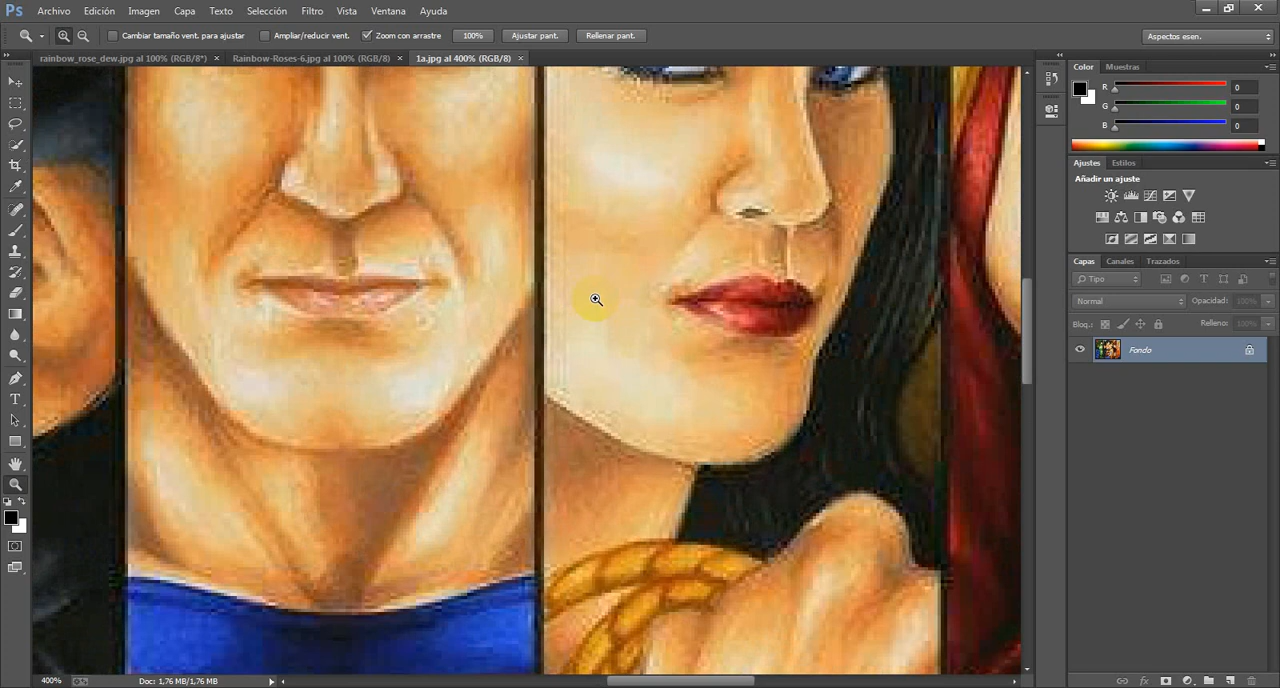 Ps Archivo Edición Imagen Capa Texto Selección Filtro Vista Ventana Ayuda
Cambiar tamaño vent. para ajustar Ampliar/reducir vent. Zoom con arrastre 100% Ajustar pant. Rellenar pant. Aspectos esen.
rainbow_rose_dew.jpg al 100% (RGB/8*) × Rainbow-Roses-6.jpg al 100% (RGB/8) × 1a.jpg al 400% (RGB/8) ×
Color Muestras
R 0
G 0
B 0
Ajustes Estilos
Añadir un ajuste
Capas Canales Trazados
Tipo
Normal Opacidad: 100%
Bloq.: Relleno: 100%
Fondo
400% Doc: 1,76 MB/1,76 MB